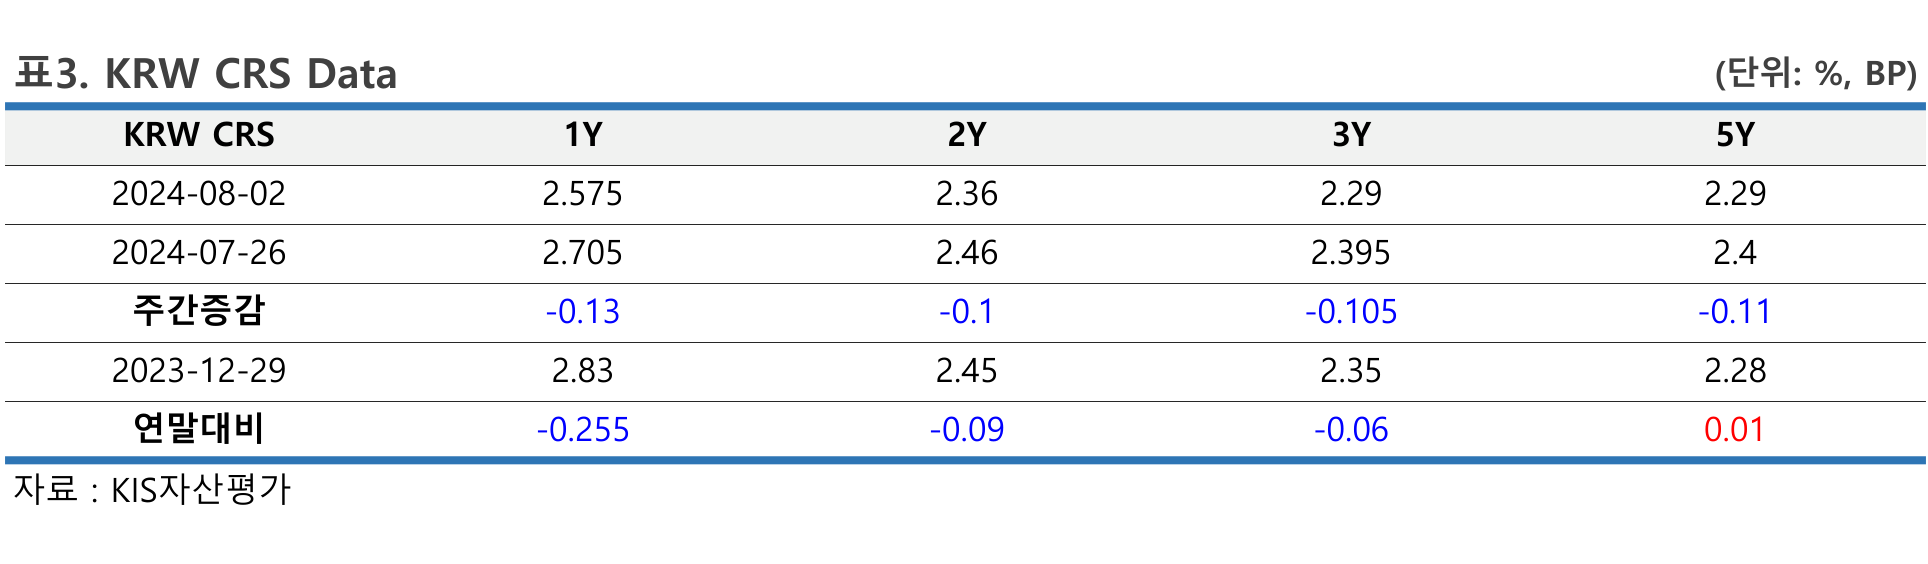 표3. KRW CRS Data (단위: %, BP)
KRW CRS 1Y 2Y 3Y 5Y
2024-08-02 2.575 2.36 2.29 2.29
2024-07-26 2.705 2.46 2.395 2.4
주간증감 -0.13 -0.1 -0.105 -0.11
2023-12-29 2.83 2.45 2.35 2.28
연말대비 -0.255 -0.09 -0.06 0.01
자료 : KIS자산평가